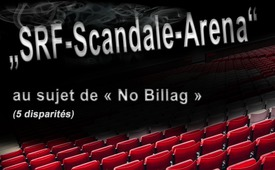 „SRF-Scandale-Arena“
au sujet de « No Billag »
(5 disparités)